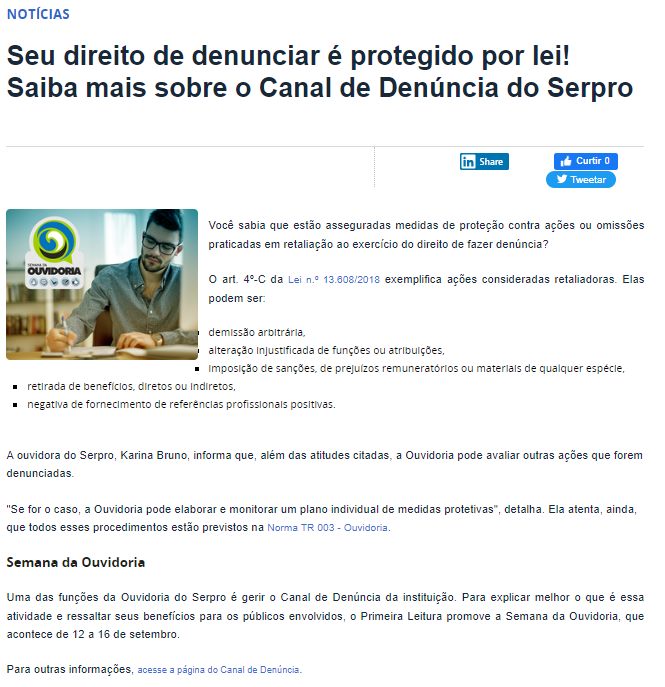 NOTÍCIAS
Seu direito de denunciar é protegido por lei!
Saiba mais sobre o Canal de Denúncia do Serpro
in Share
Curtir 0
Tweetar
SEMANA DA
OUVIDORIA
Você sabia que estão asseguradas medidas de proteção contra ações ou omissões
praticadas em retaliação ao exercício do direito de fazer denúncia?
O art. 4º-C da Lei n.º 13.608/2018 exemplifica ações consideradas retaliadoras. Elas
podem ser:
demissão arbitrária,
alteração injustificada de funções ou atribuições,
imposição de sanções, de prejuízos remuneratórios ou materiais de qualquer espécie,
retirada de benefícios, diretos ou indiretos,
negativa de fornecimento de referências profissionais positivas.
A ouvidora do Serpro, Karina Bruno, informa que, além das atitudes citadas, a Ouvidoria pode avaliar outras ações que forem
denunciadas.
"Se for o caso, a Ouvidoria pode elaborar e monitorar um plano individual de medidas protetivas", detalha. Ela atenta, ainda,
que todos esses procedimentos estão previstos na Norma TR 003 - Ouvidoria.
Semana da Ouvidoria
Uma das funções da Ouvidoria do Serpro é gerir o Canal de Denúncia da instituição. Para explicar melhor o que é essa
atividade e ressaltar seus benefícios para os públicos envolvidos, o Primeira Leitura promove a Semana da Ouvidoria, que
acontece de 12 a 16 de setembro.
Para outras informações, acesse a página do Canal de Denúncia.